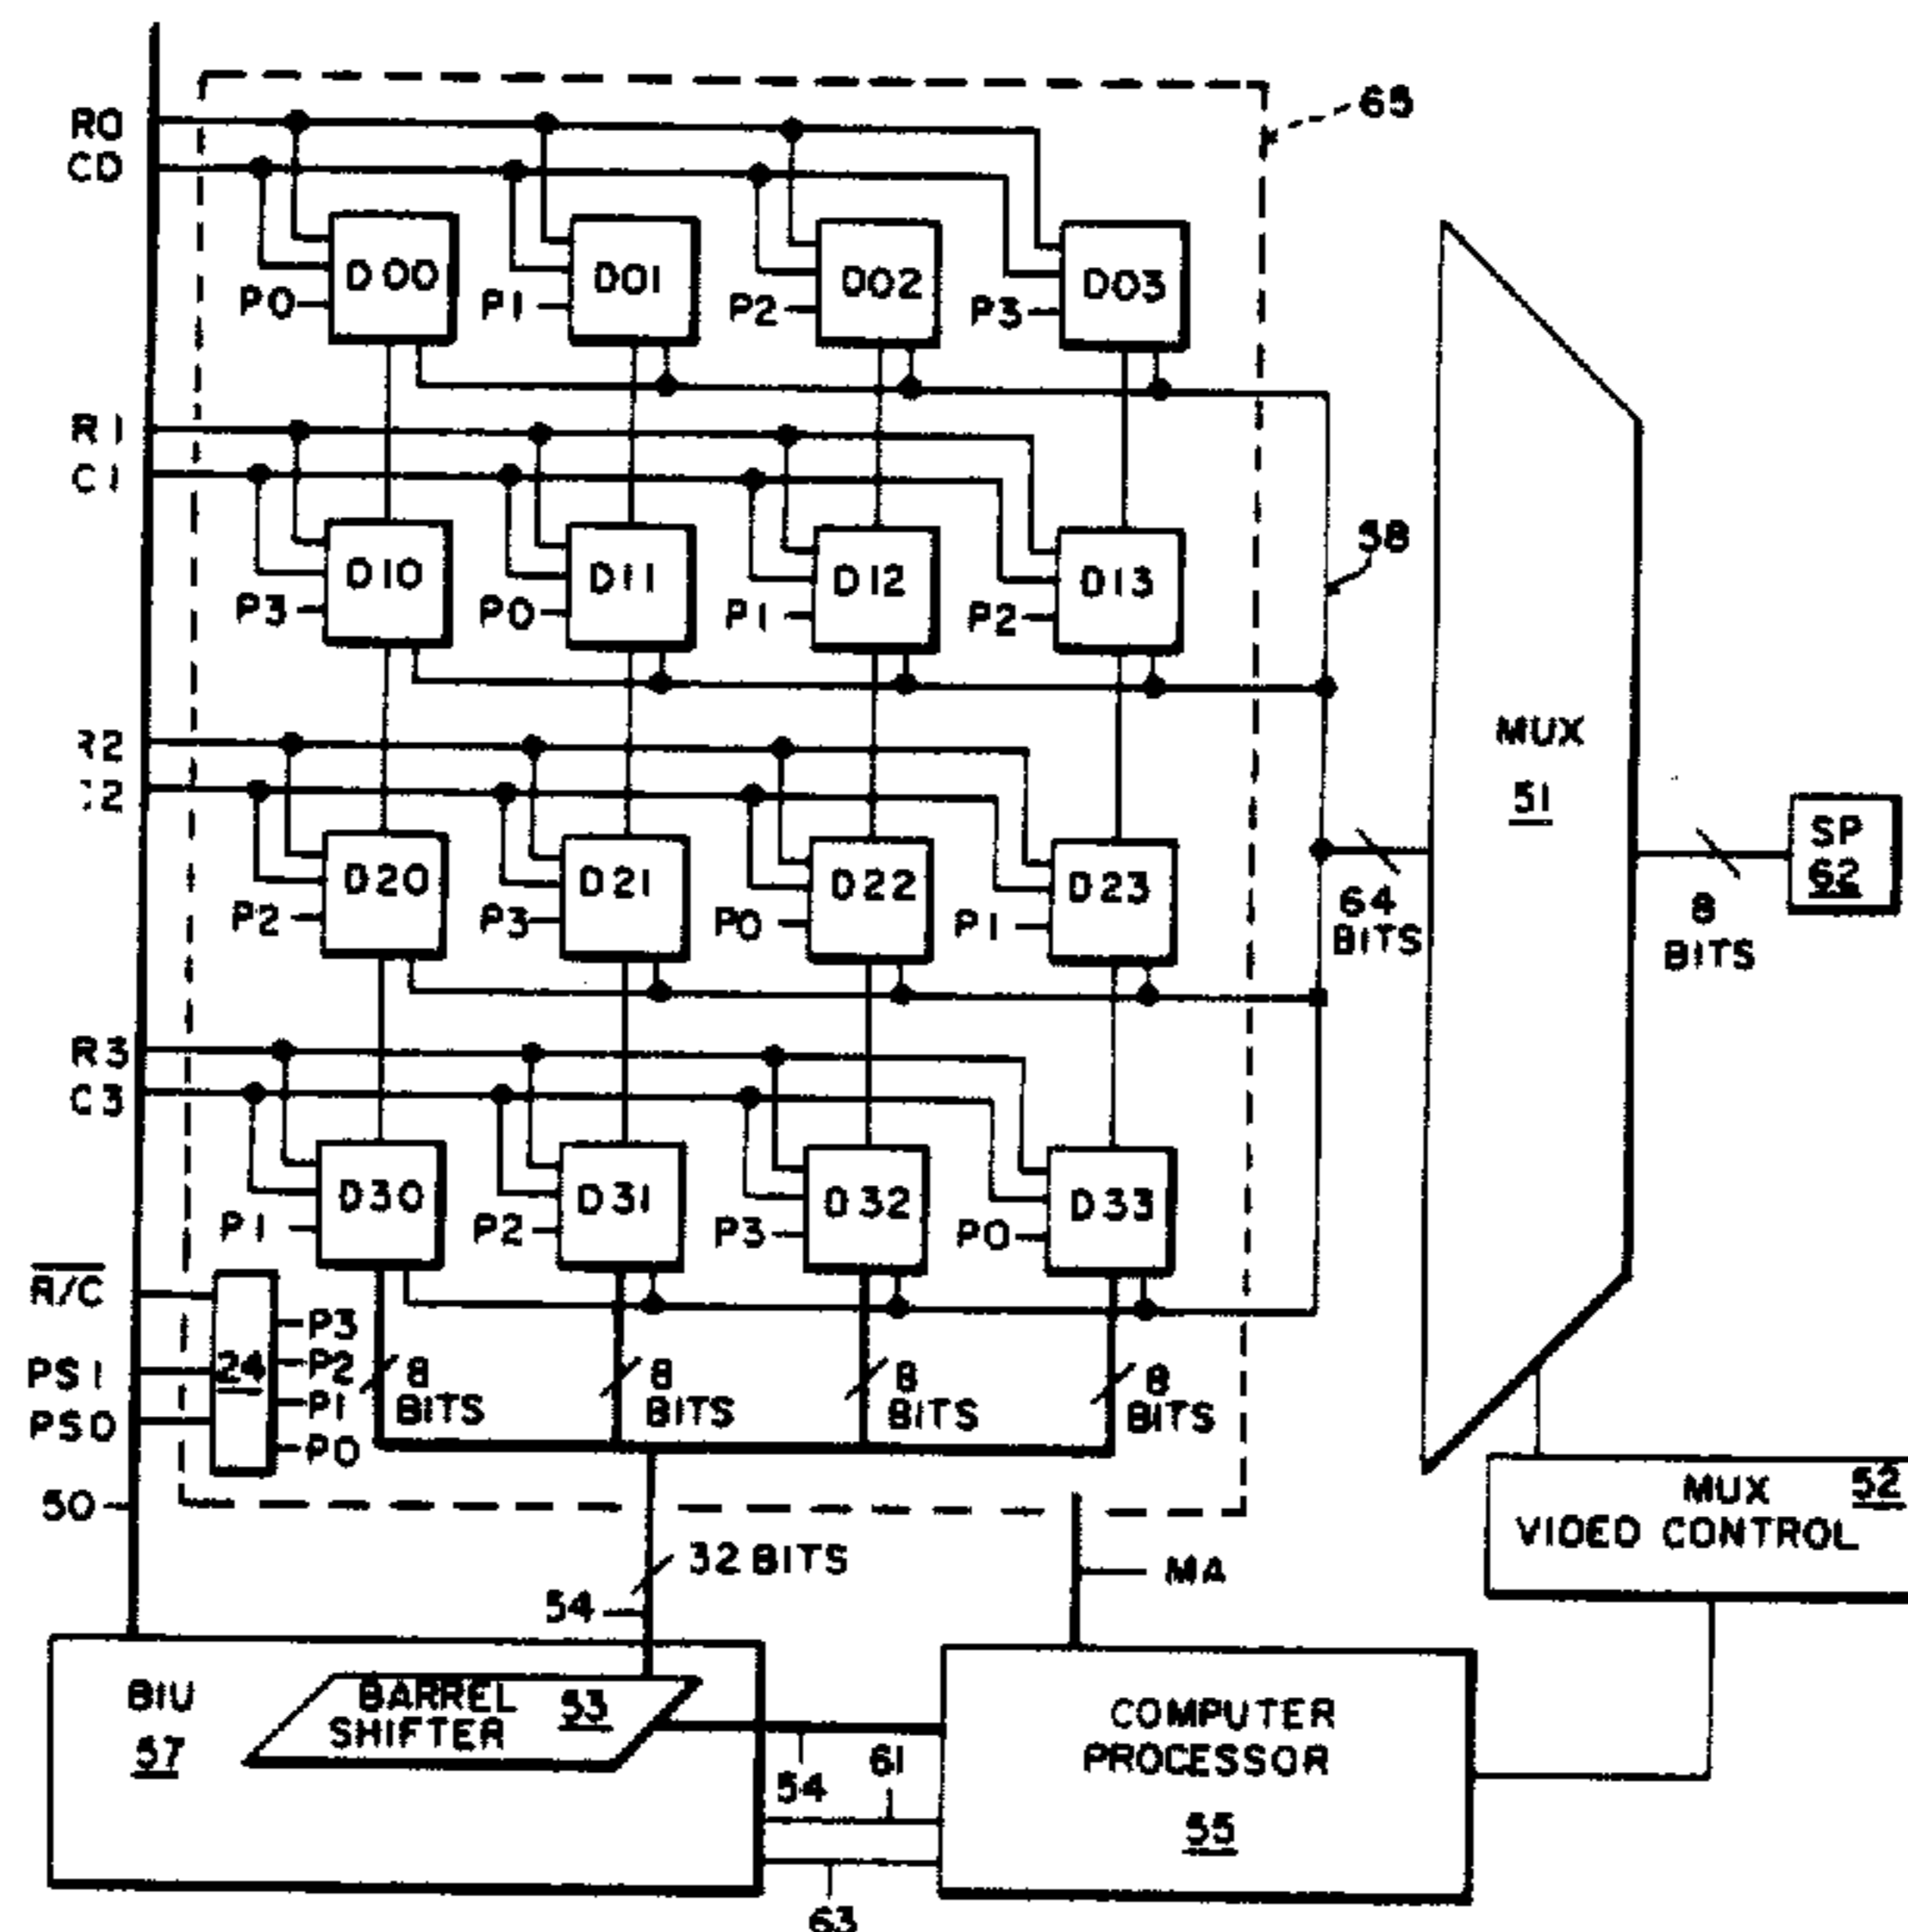 R0
65
C0
D00
D01
D02
D03
P0
P1
P2
P3
R1
C1
58
D10
D11
D12
D13
P3
P0
P1
P2
R2
MUX
51
SP
62
D20
D21
D22
D23
64
BITS
8
BITS
P2
P3
P0
P1
R3
C3
D30
D31
D32
D33
P1
P2
P3
P0
R/C
PS1
PS0
24
P3
P2
P1
P0
8
BITS
8
BITS
8
BITS
8
BITS
50
MUX
52
VIDEO CONTROL
32 BITS
MA
54
BIU
57
BARREL
SHIFTER
53
COMPUTER
PROCESSOR
55
54
61
63